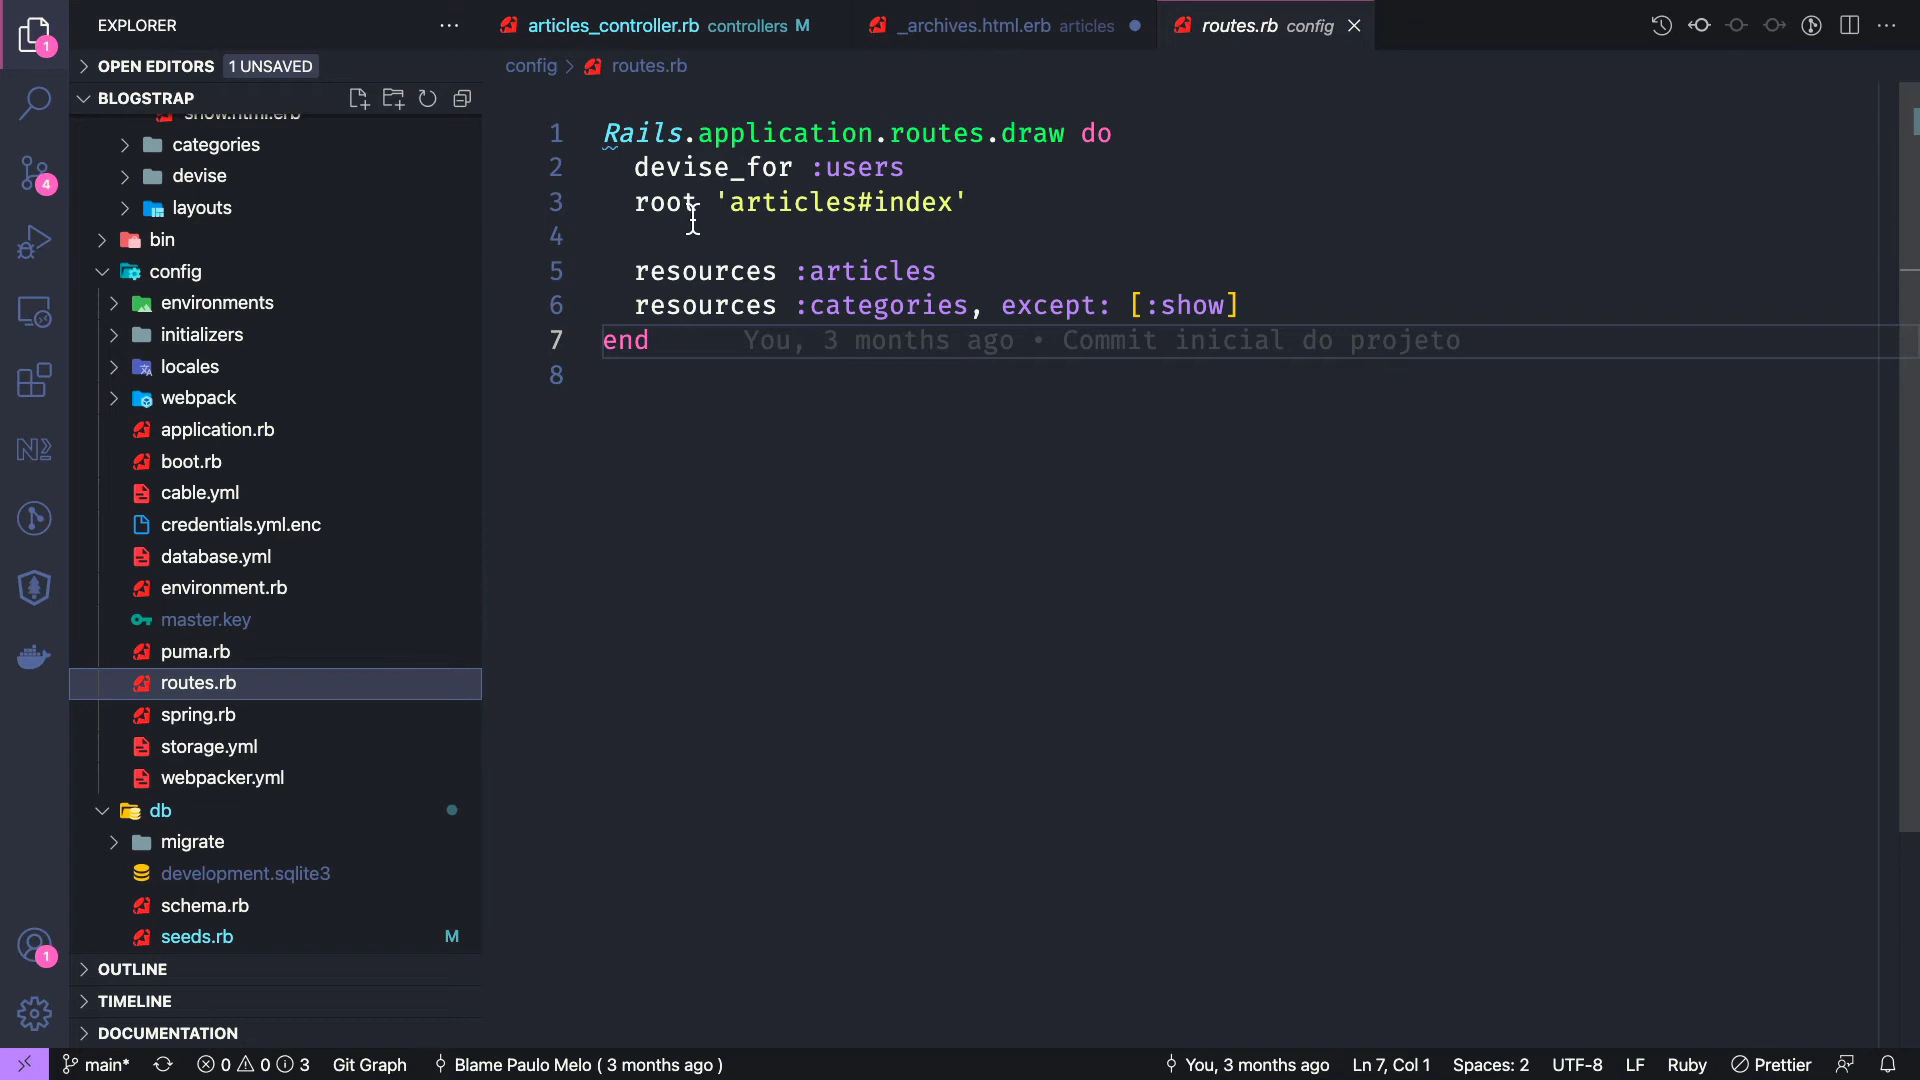 EXPLORER
OPEN EDITORS 1 UNSAVED
BLOGSTRAP
show.html.erb
categories
devise
layouts
bin
config
environments
initializers
locales
webpack
application.rb
boot.rb
cable.yml
credentials.yml.enc
database.yml
environment.rb
master.key
puma.rb
routes.rb
spring.rb
storage.yml
webpacker.yml
db
migrate
development.sqlite3
schema.rb
seeds.rb M
OUTLINE
TIMELINE
DOCUMENTATION
1
4
1
articles_controller.rb controllers M
_archives.html.erb articles
routes.rb config
config > routes.rb
1 Rails.application.routes.draw do
2 devise_for :users
3 root 'articles#index'
4
5 resources :articles
6 resources :categories, except: [:show]
7 end You, 3 months ago • Commit inicial do projeto
8
main* 0 0 3 Git Graph Blame Paulo Melo ( 3 months ago ) You, 3 months ago Ln 7, Col 1 Spaces: 2 UTF-8 LF Ruby Prettier